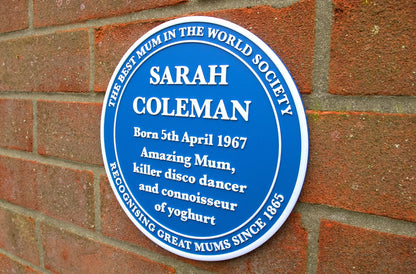 THE BEST MUM IN THE WORLD SOCIETY
SARAH
COLEMAN
Born 5th April 1967
Amazing Mum,
killer disco dancer
and connoisseur
of yoghurt
RECOGNISING GREAT MUMS SINCE 1865